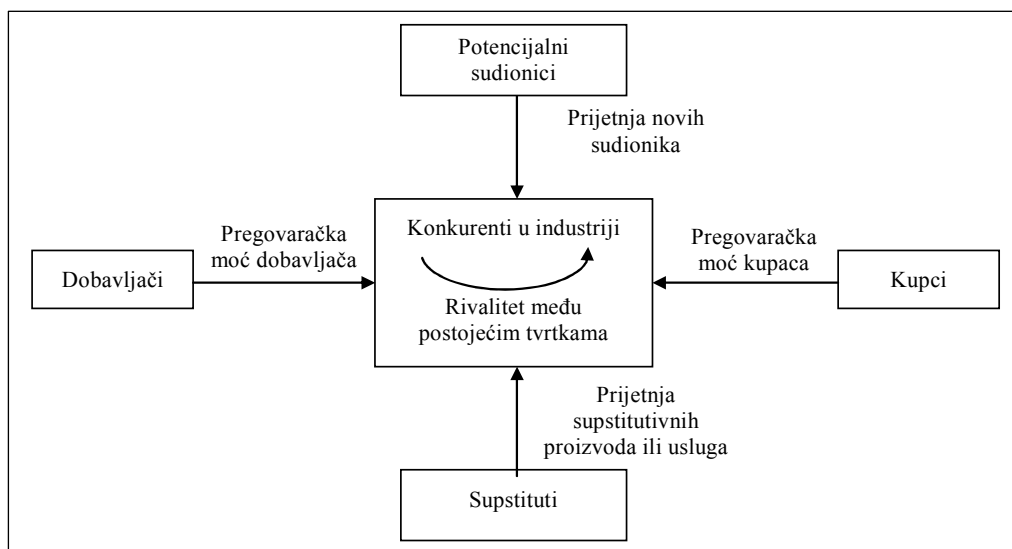 Potencijalni
sudionici
Prijetnja novih
sudionika
Konkurenti u industriji
Rivalitet među
postojećim tvrtkama
Pregovaračka
moć dobavljača
Dobavljači
Pregovaračka
moć kupaca
Kupci
Prijetnja
supstitutivnih
proizvoda ili usluga
Supstituti